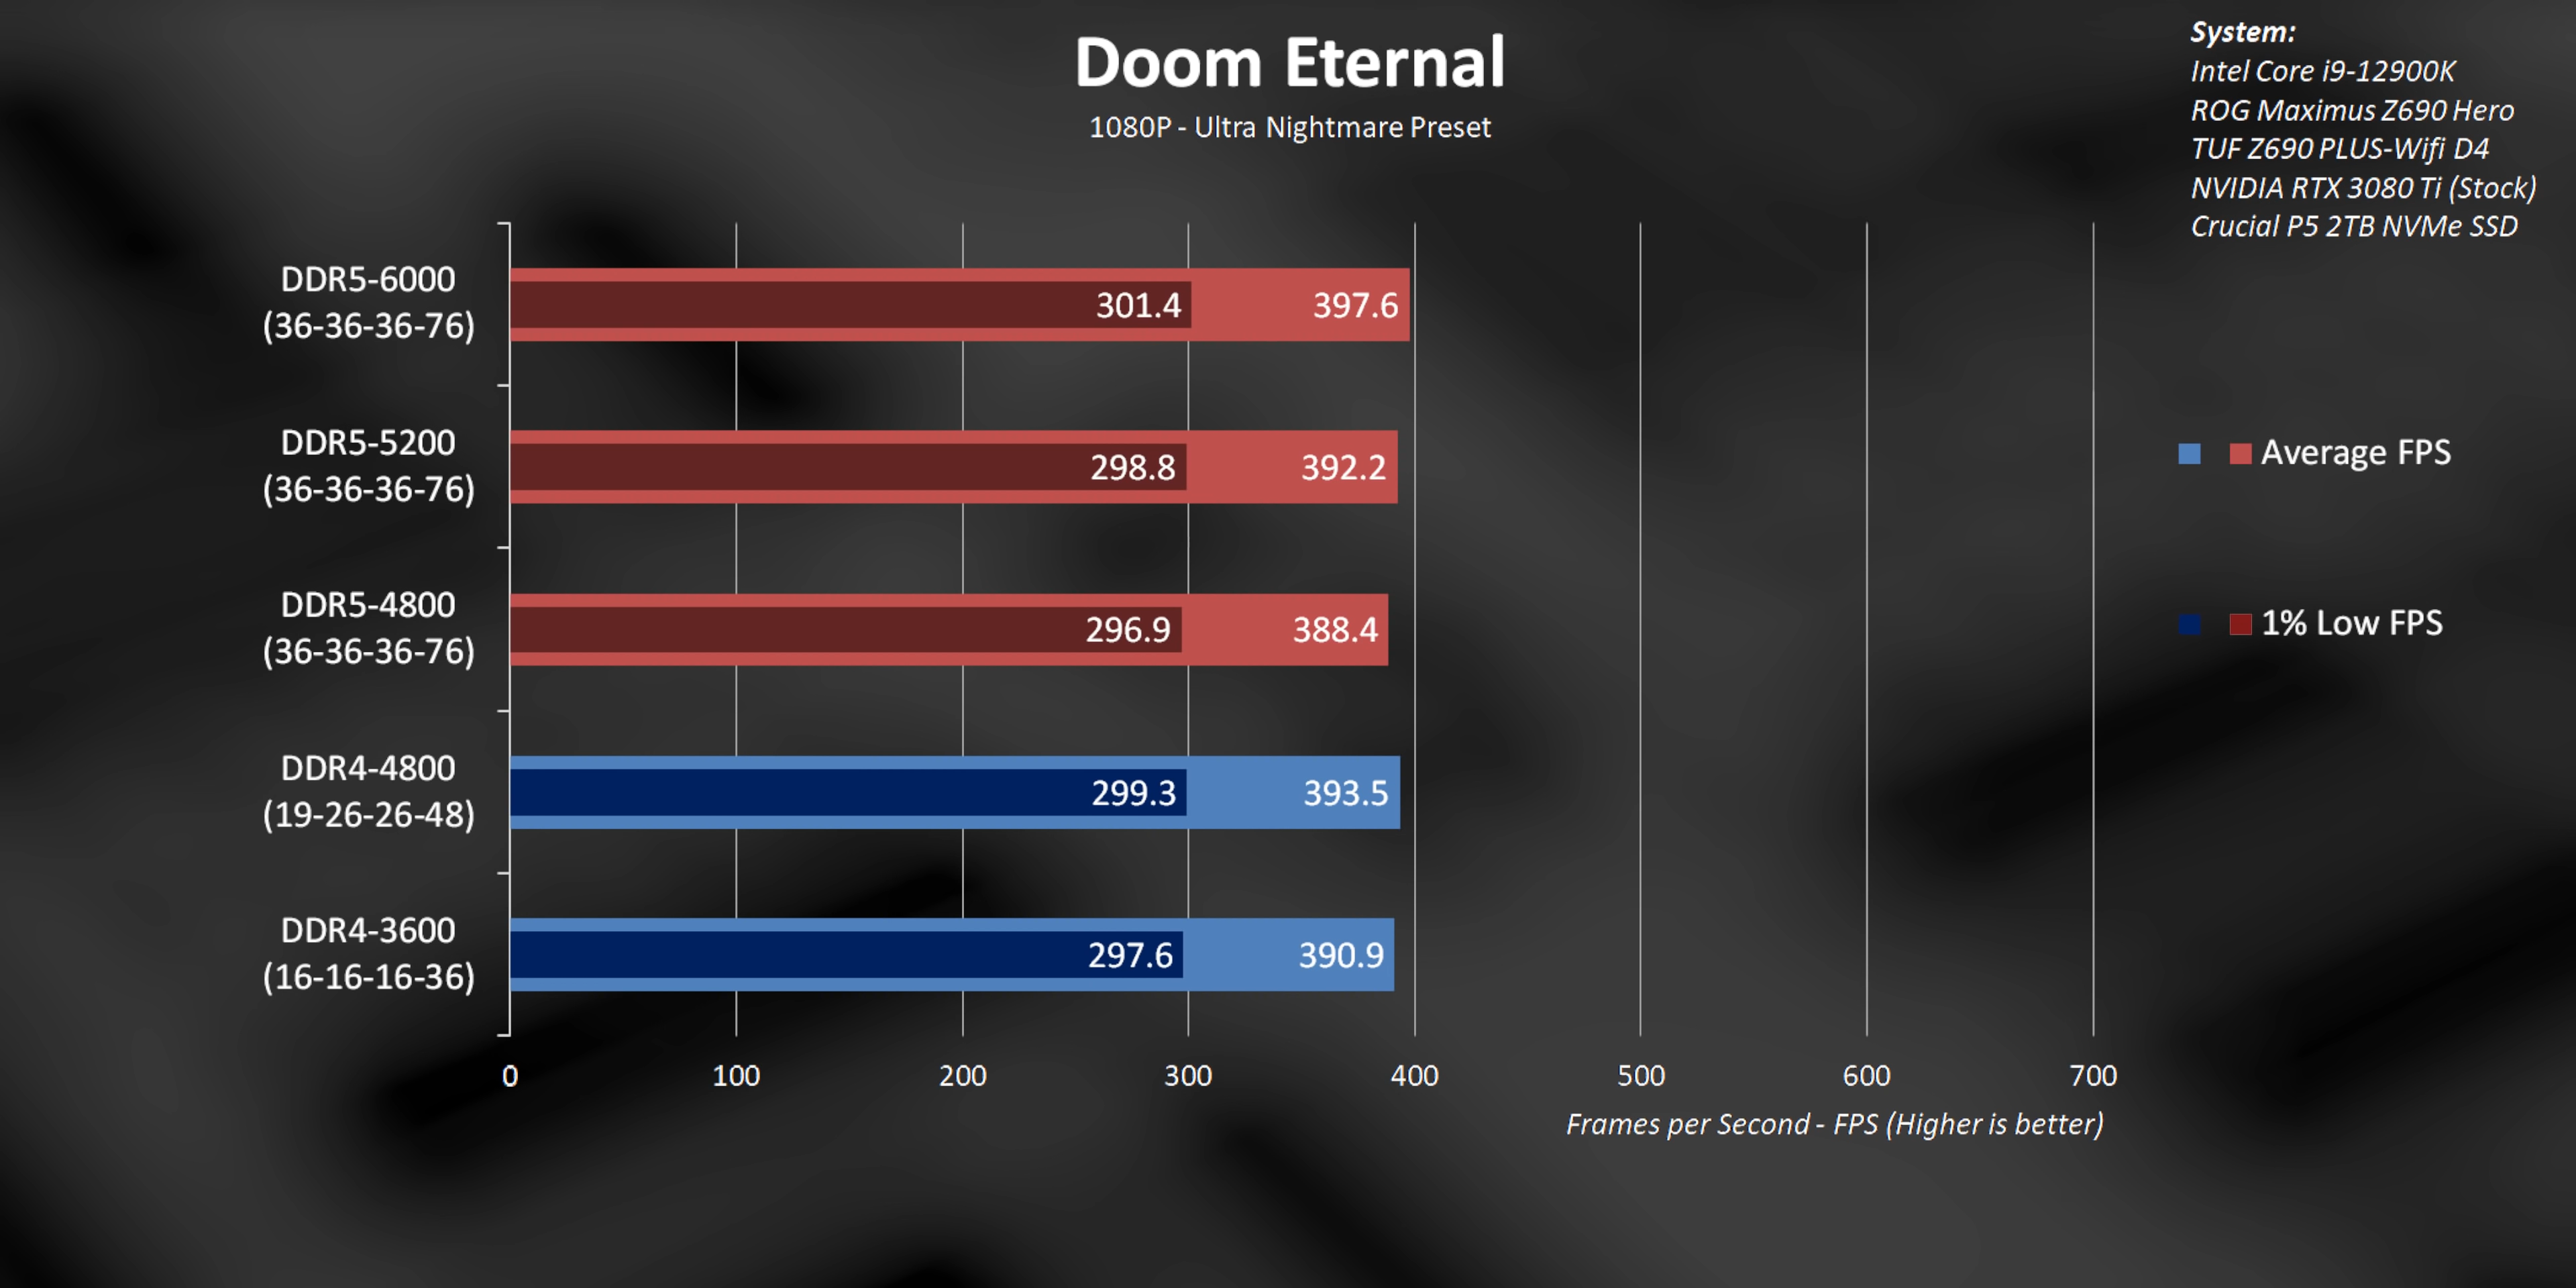 Doom Eternal
1080P - Ultra Nightmare Preset
System:
Intel Core i9-12900K
ROG Maximus Z690 Hero
TUF Z690 PLUS-Wifi D4
NVIDIA RTX 3080 Ti (Stock)
Crucial P5 2TB NVMe SSD
DDR5-6000
(36-36-36-76)
301.4
397.6
DDR5-5200
(36-36-36-76)
298.8
392.2
DDR5-4800
(36-36-36-76)
296.9
388.4
DDR4-4800
(19-26-26-48)
299.3
393.5
DDR4-3600
(16-16-16-36)
297.6
390.9
Average FPS
1% Low FPS
0 100 200 300 400 500 600 700
Frames per Second - FPS (Higher is better)